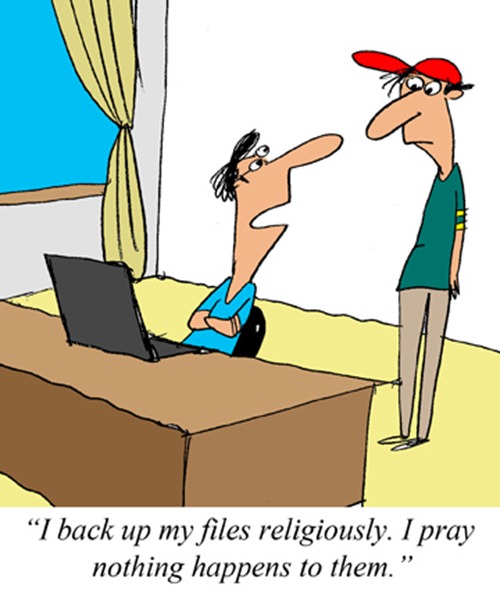 “I back up my files religiously. I pray
nothing happens to them.”